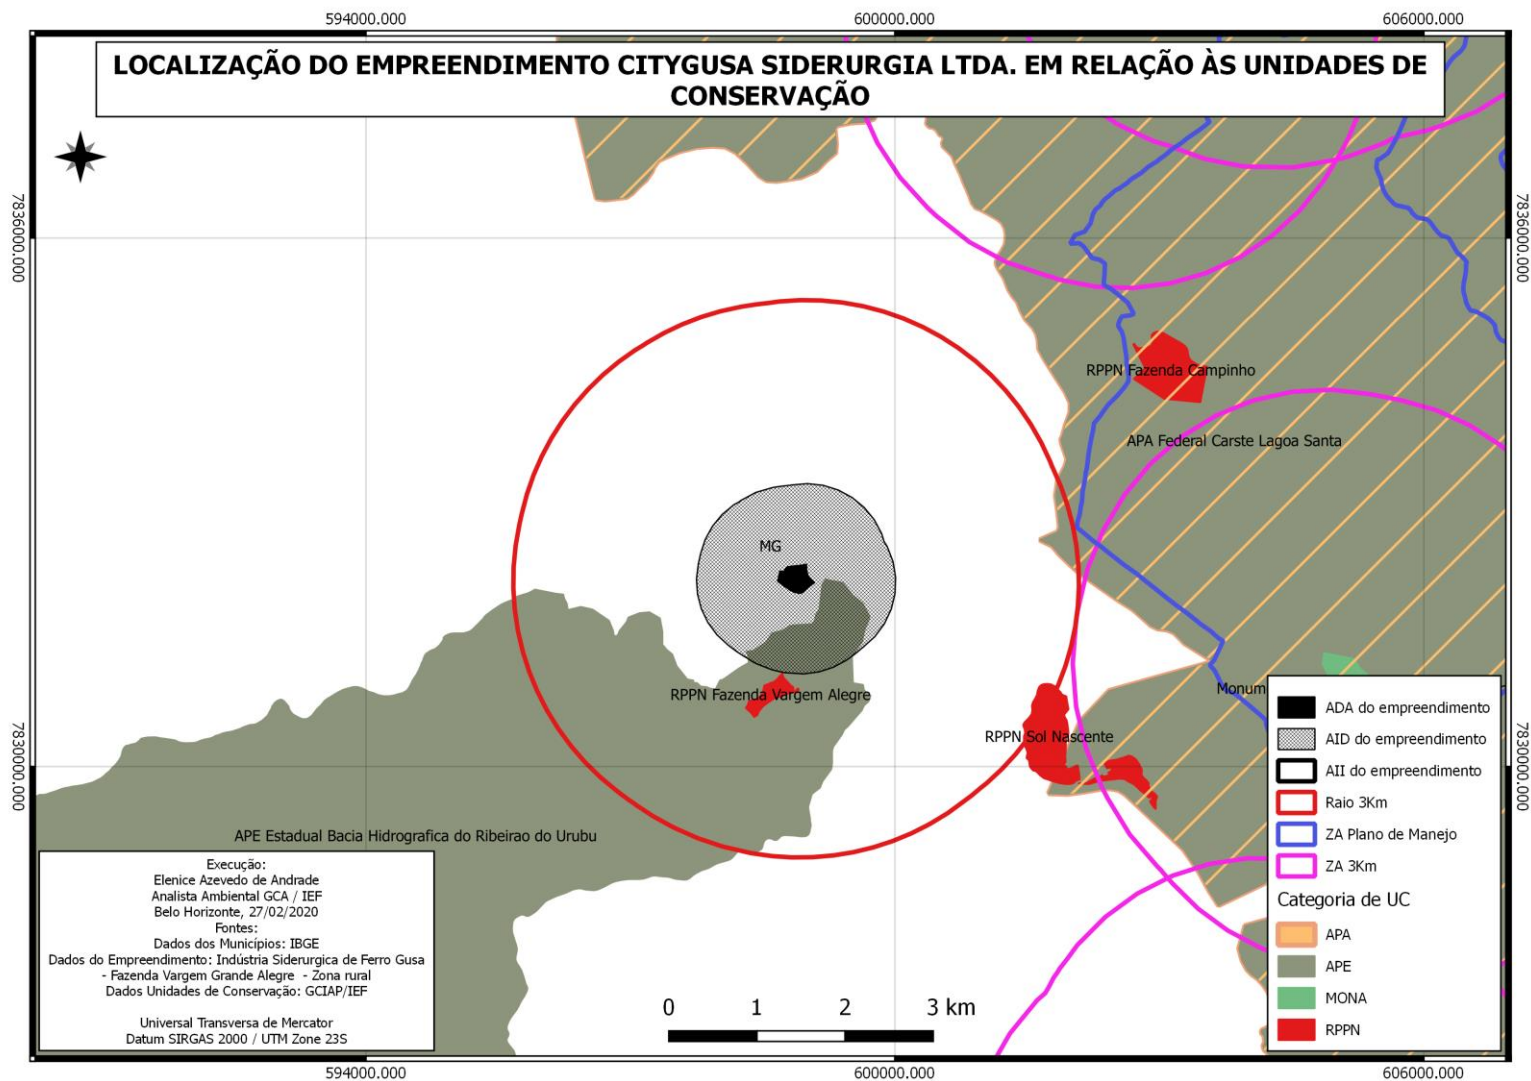 594000.000
600000.000
606000.000
LOCALIZAÇÃO DO EMPREENDIMENTO CITYGUSA SIDERURGIA LTDA. EM RELAÇÃO ÀS UNIDADES DE
CONSERVAÇÃO
7836000.000
7836000.000
RPPN Fazenda Campinho
APA Federal Carste Lagoa Santa
MG
RPPN Fazenda Vargem Alegre
Monum
RPPN Sol Nascente
7830000.000
7830000.000
APE Estadual Bacia Hidrografica do Ribeirao do Urubu
Execução:
Elenice Azevedo de Andrade
Analista Ambiental GCA / IEF
Belo Horizonte, 27/02/2020
Fontes:
Dados dos Municípios: IBGE
Dados do Empreendimento: Indústria Siderurgica de Ferro Gusa
- Fazenda Vargem Grande Alegre - Zona rural
Dados Unidades de Conservação: GCIAP/IEF
Universal Transversa de Mercator
Datum SIRGAS 2000 / UTM Zone 23S
0 1 2 3 km
ADA do empreendimento
AID do empreendimento
AII do empreendimento
Raio 3Km
ZA Plano de Manejo
ZA 3Km
Categoria de UC
APA
APE
MONA
RPPN
594000.000
600000.000
606000.000